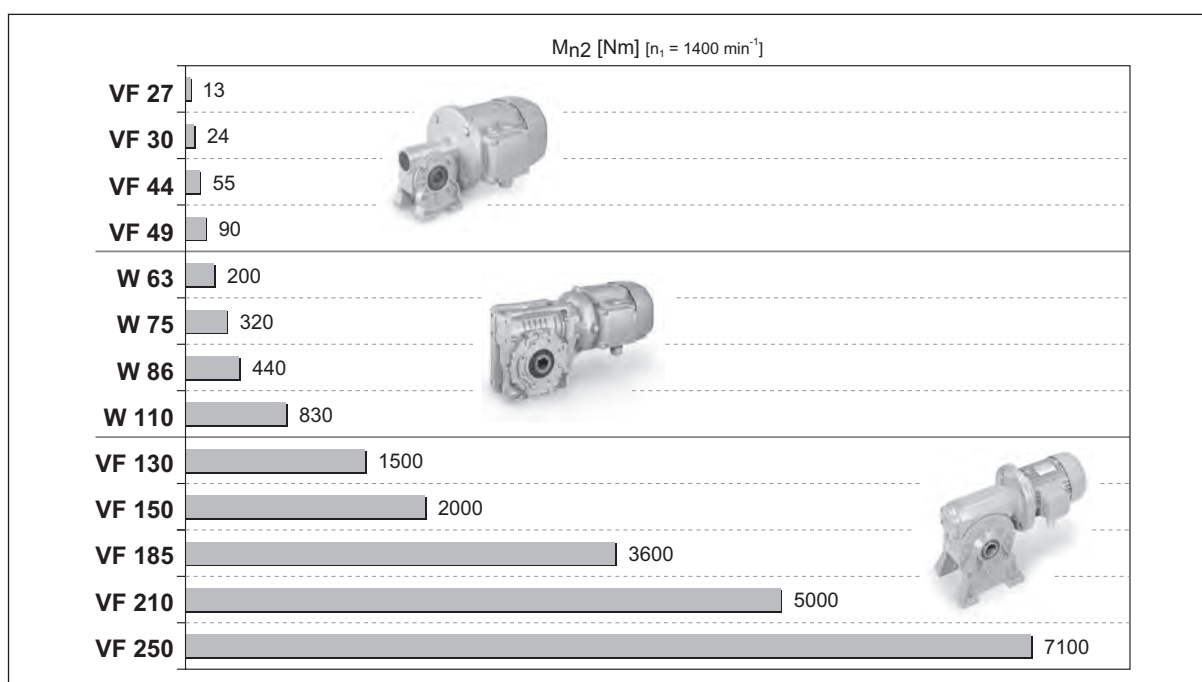 Mn2 [Nm] [n1 = 1400 min-1]
VF 27 13
VF 30 24
VF 44 55
VF 49 90
W 63 200
W 75 320
W 86 440
W 110 830
VF 130 1500
VF 150 2000
VF 185 3600
VF 210 5000
VF 250 7100